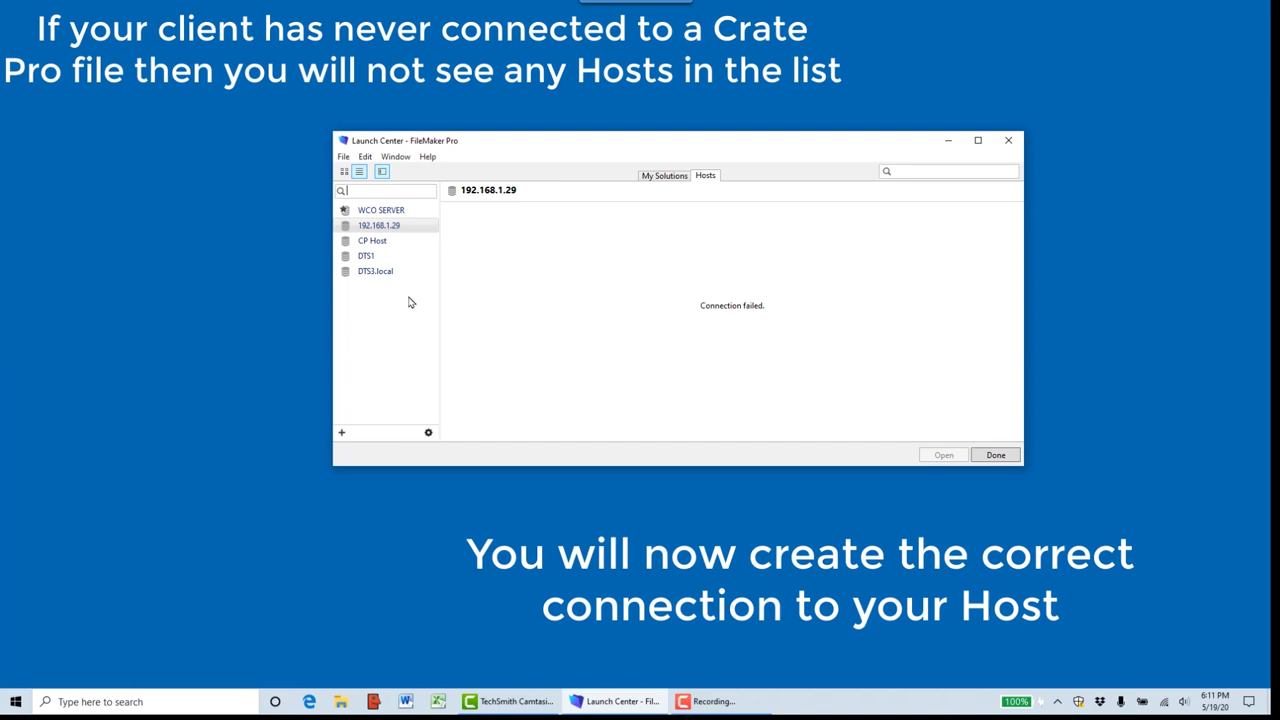 If your client has never connected to a Crate
Pro file then you will not see any Hosts in the list
Launch Center - FileMaker Pro
File Edit Window Help
My Solutions Hosts
192.168.1.29
WCO SERVER
192.168.1.29
CP Host
DTS1
DTS3.local
Connection failed.
Open Done
You will now create the correct
connection to your Host
Type here to search
TechSmith Camtasi...
Launch Center - Fil...
Recording...
100%
6:11 PM
5/19/20